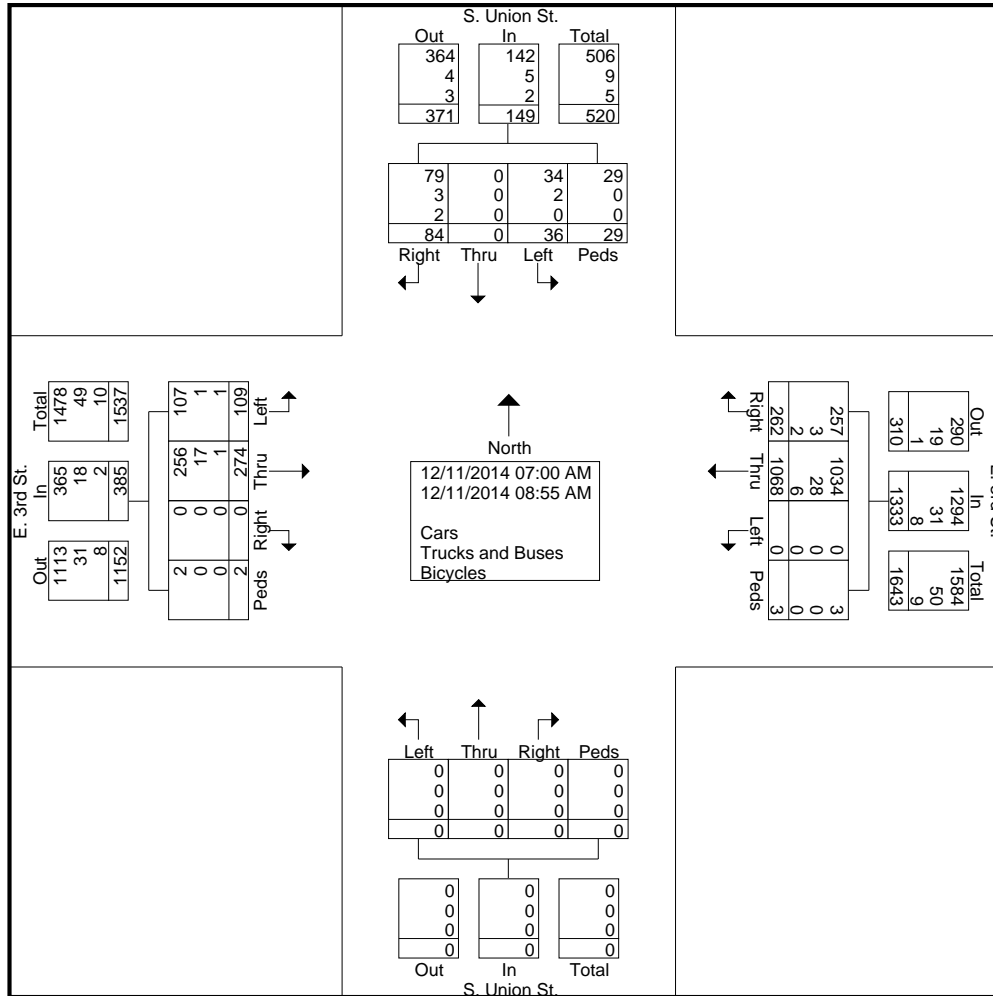 S. Union St.
Out In Total
364 142 506
4 5 9
3 2 5
371 149 520
79 0 34 29
3 0 2 0
2 0 0 0
84 0 36 29
Right Thru Left Peds
E. 3rd St.
Total In Out
1478 365 1113
49 18 31
10 2 8
1537 385 1152
107 256 0 2
1 17 0 0
1 1 0 0
109 274 0 2
Left Thru Right Peds
North
12/11/2014 07:00 AM
12/11/2014 08:55 AM
Cars
Trucks and Buses
Bicycles
Right Thru Left Peds
262 1068 0 3
2 6 0 0
3 28 0 0
257 1034 0 3
Out In Total
290 1294 1584
19 31 50
1 8 9
310 1333 1643
Left Thru Right Peds
0 0 0 0
0 0 0 0
0 0 0 0
0 0 0 0
0 0 0
0 0 0
0 0 0
0 0 0
Out In Total
S. Union St.